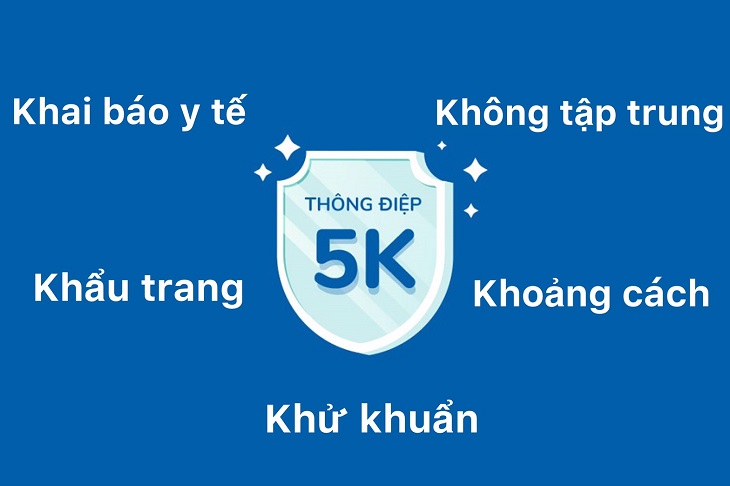 Khai báo y tế
Không tập trung
THÔNG ĐIỆP
5K
Khẩu trang
Khoảng cách
Khử khuẩn